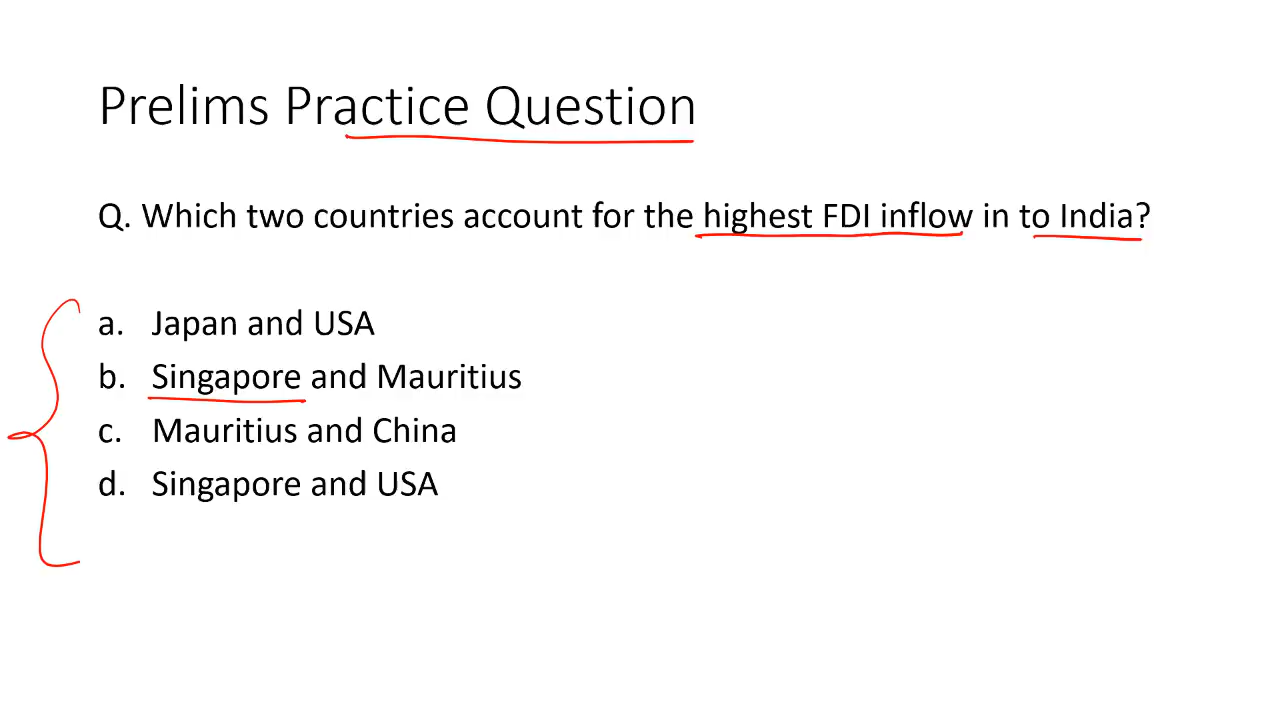 Prelims Practice Question
Q. Which two countries account for the highest FDI inflow in to India?
a. Japan and USA
b. Singapore and Mauritius
c. Mauritius and China
d. Singapore and USA